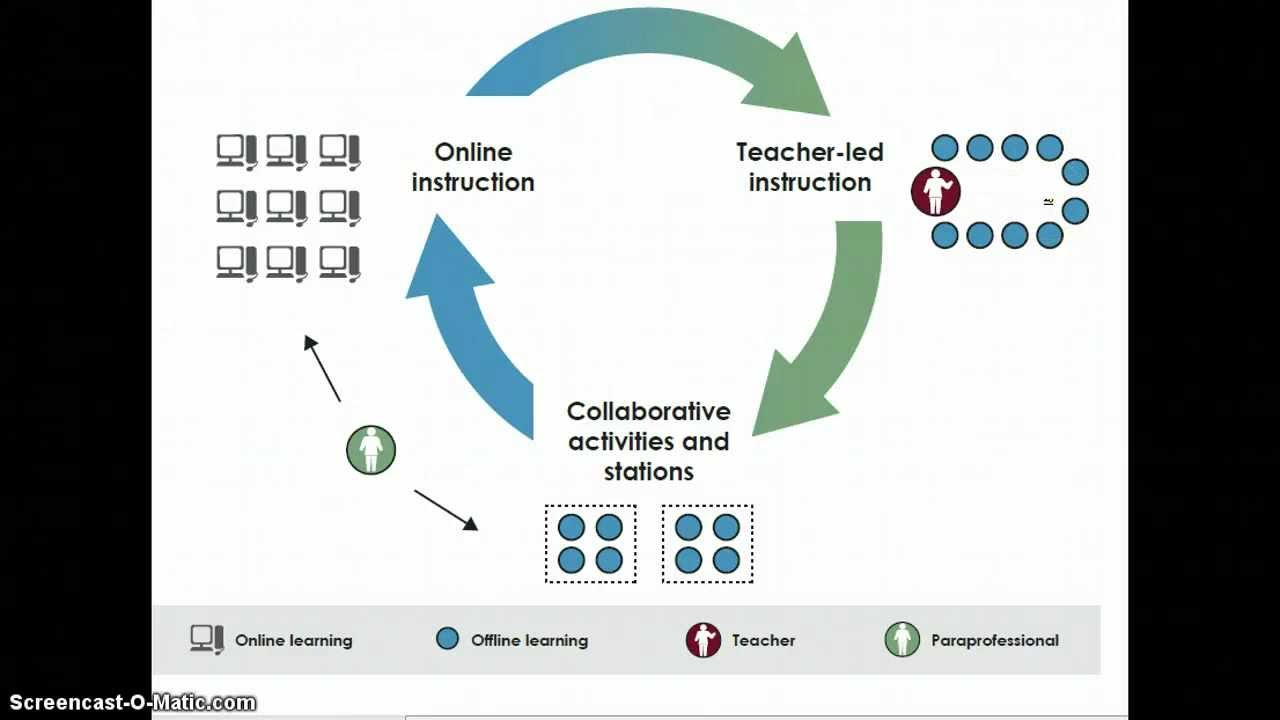 Online
instruction
Teacher-led
instruction
Collaborative
activities and
stations
Online learning
Offline learning
Teacher
Paraprofessional
Screencast-O-Matic.com